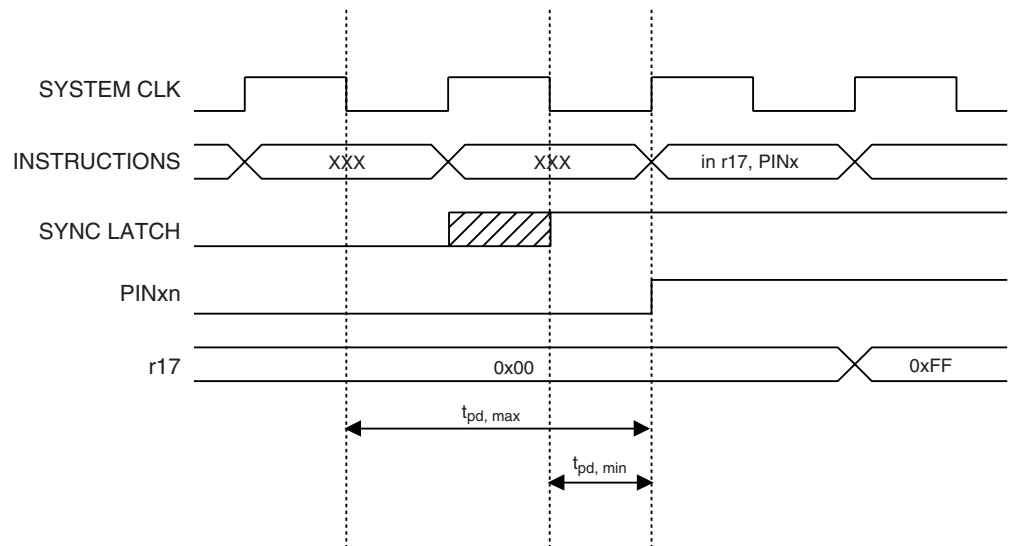 SYSTEM CLK
INSTRUCTIONS XXX XXX in r17, PINx
SYNC LATCH
PINxn
r17 0x00 0xFF
tpd, max
tpd, min